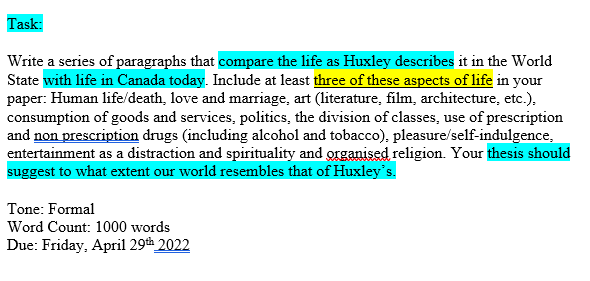 Task:
Write a series of paragraphs that compare the life as Huxley describes it in the World
State with life in Canada today. Include at least three of these aspects of life in your
paper: Human life/death, love and marriage, art (literature, film, architecture, etc.),
consumption of goods and services, politics, the division of classes, use of prescription
and non prescription drugs (including alcohol and tobacco), pleasure/self-indulgence,
entertainment as a distraction and spirituality and organised religion. Your thesis should
suggest to what extent our world resembles that of Huxley's.
Tone: Formal
Word Count: 1000 words
Due: Friday, April 29th 2022